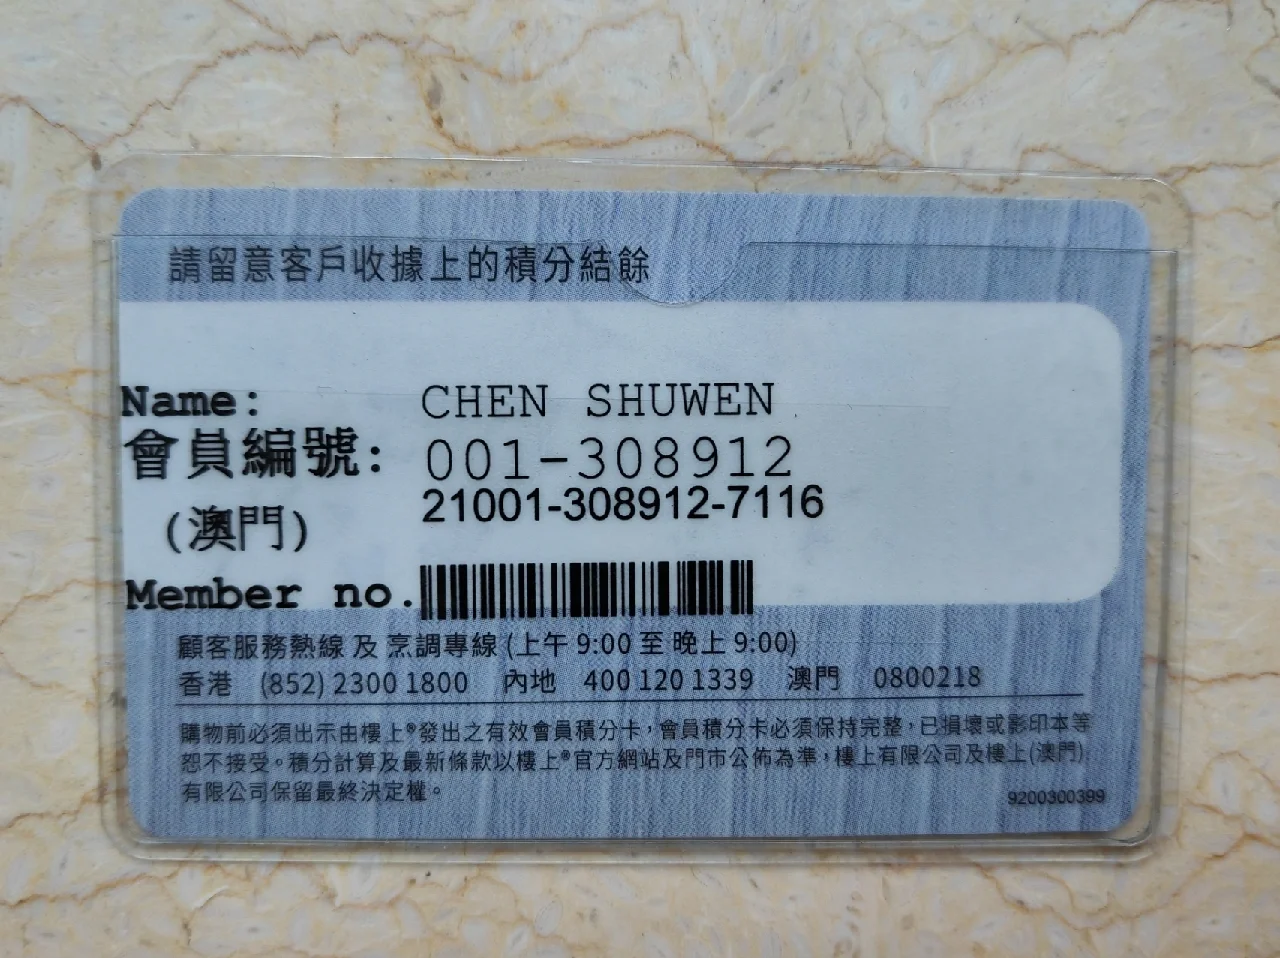 請留意客戶收據上的積分結餘
Name: CHEN SHUWEN
會員編號: 001-308912
21001-308912-7116
(澳門)
Member no.
顧客服務熱線 及 烹調專線 (上午 9:00 至 晚上 9:00)
香港 (852) 2300 1800 內地 400 120 1339 澳門 0800218
購物前必須出示由樓上®發出之有效會員積分卡，會員積分卡必須保持完整，已損壞或影印本等
恕不接受。積分計算及最新條款以樓上®官方網站及門市公佈為準，樓上有限公司及樓上(澳門)
有限公司保留最終決定權。
9200300399